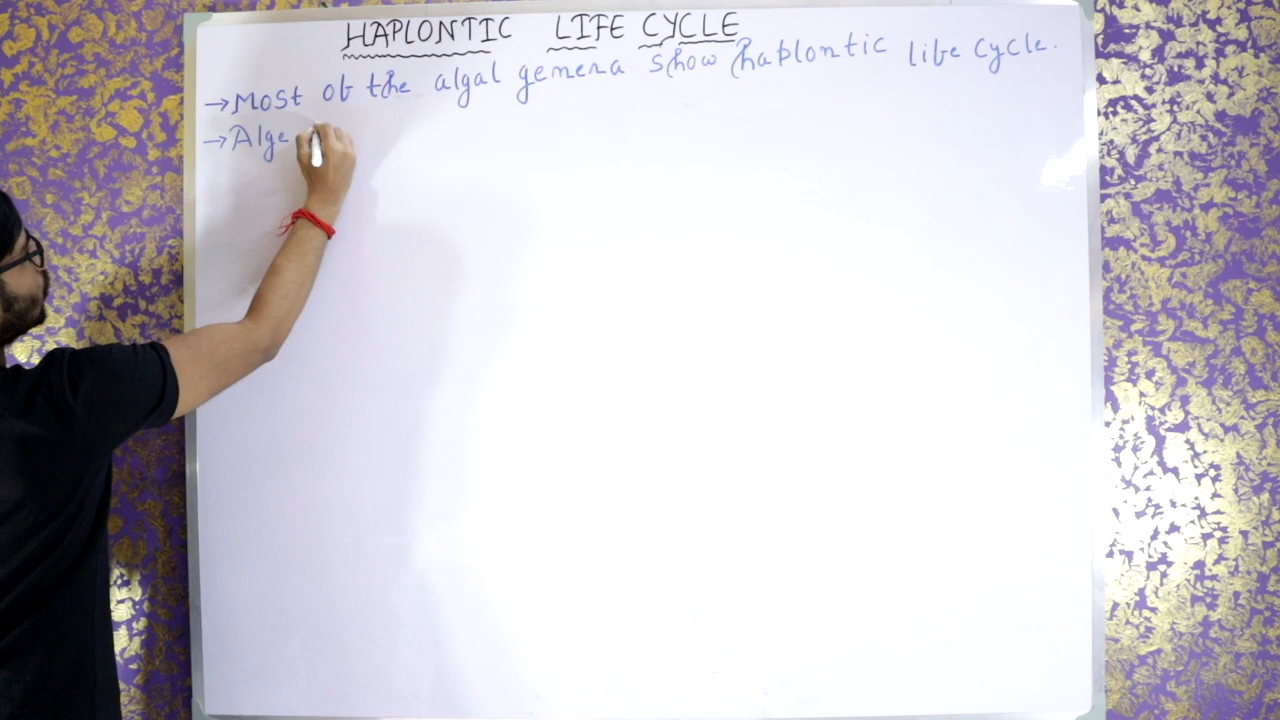 HAPLONTIC LIFE CYCLE
→Most of the algal genera show haplontic life cycle.
→Alge